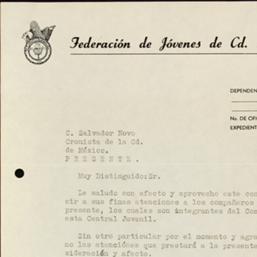 Federación de Jóvenes de Cd.
DEPENDEN
No. DE OFI
EXPEDIENT
C. Salvador Novo
Cronista de la Cd.
de México.
P R E S E N T E .
Muy Distinguido:Sr.
Le saludo con afecto y aprovecho este con
cir a sus finas atenciones a los compañeros
presente, los cuales son integrantes del Com
esta Central Juvenil.
Sin otro particular por el momento y agra
no las atenciónes que prestará a la presente
sideración y afecto.